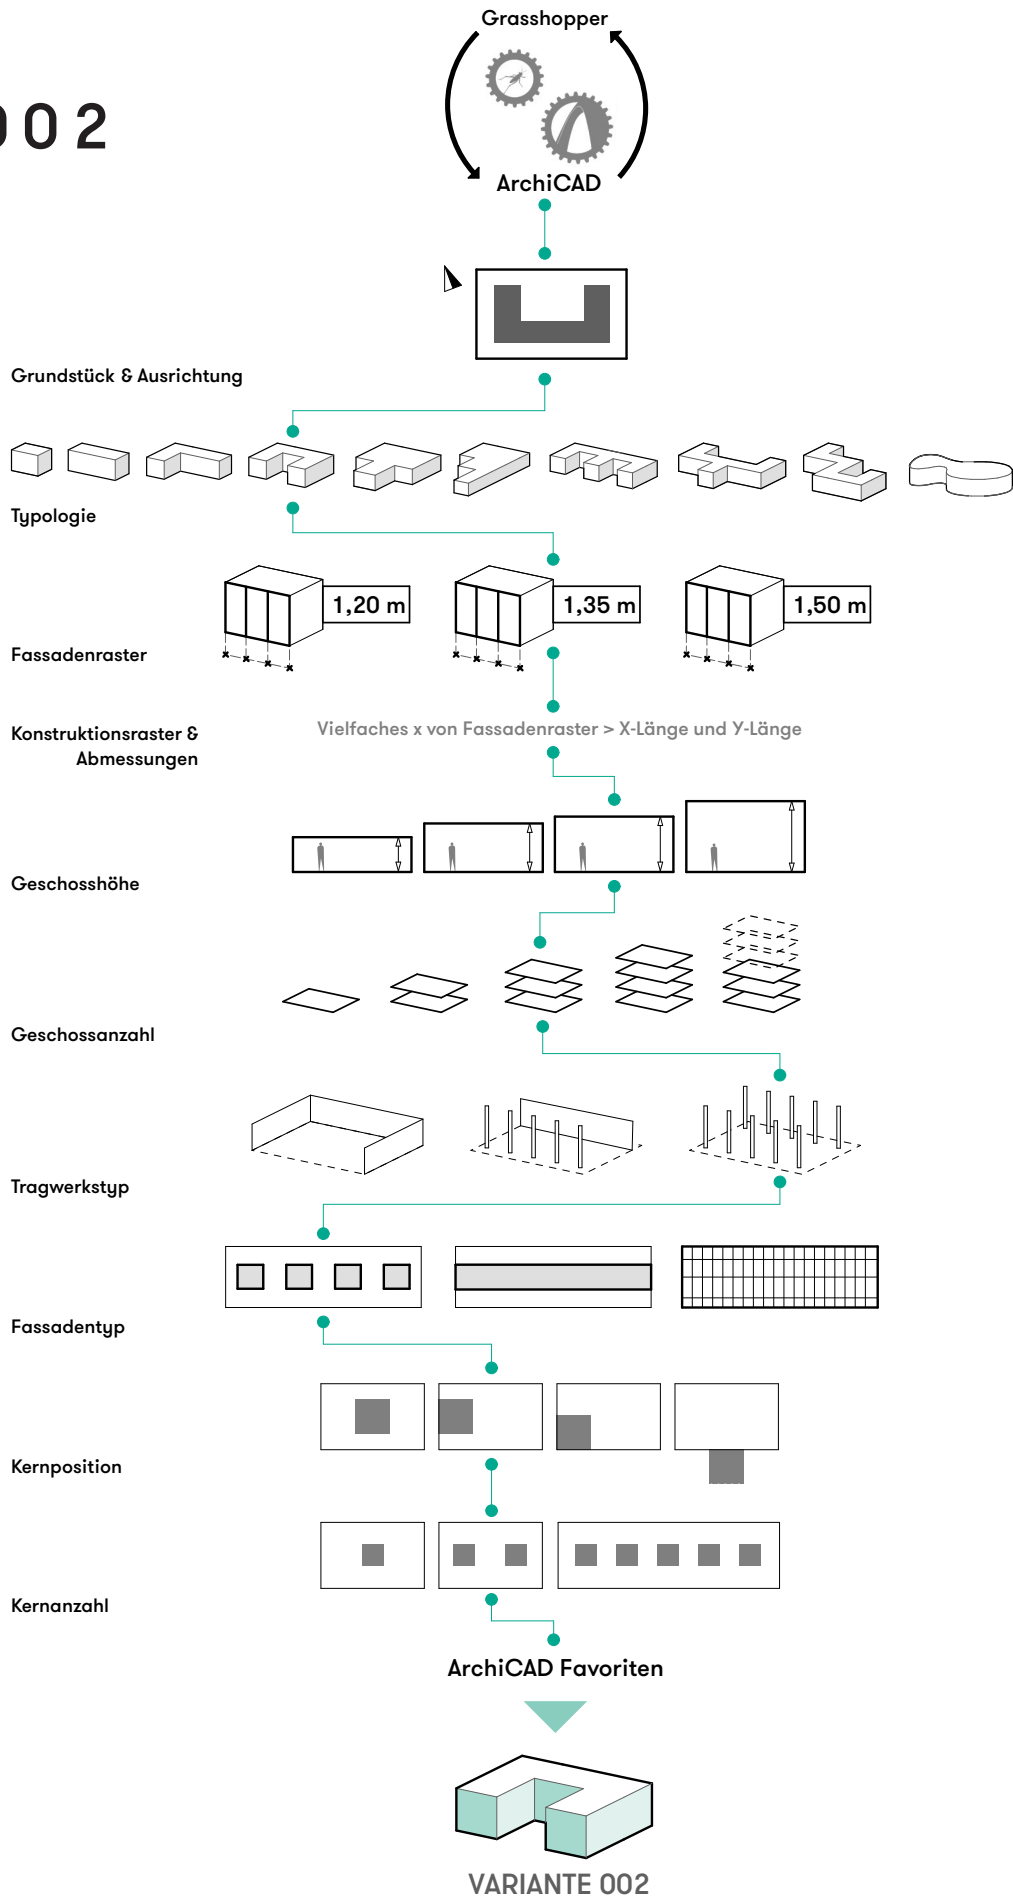 Grasshopper
002
ArchiCAD
Grundstück & Ausrichtung
Typologie
1,20 m
1,35 m
1,50 m
Fassadenraster
Vielfaches x von Fassadenraster > X-Länge und Y-Länge
Konstruktionsraster &
Abmessungen
Geschosshöhe
Geschossanzahl
Tragwerkstyp
Fassadentyp
Kernposition
Kernanzahl
ArchiCAD Favoriten
VARIANTE 002